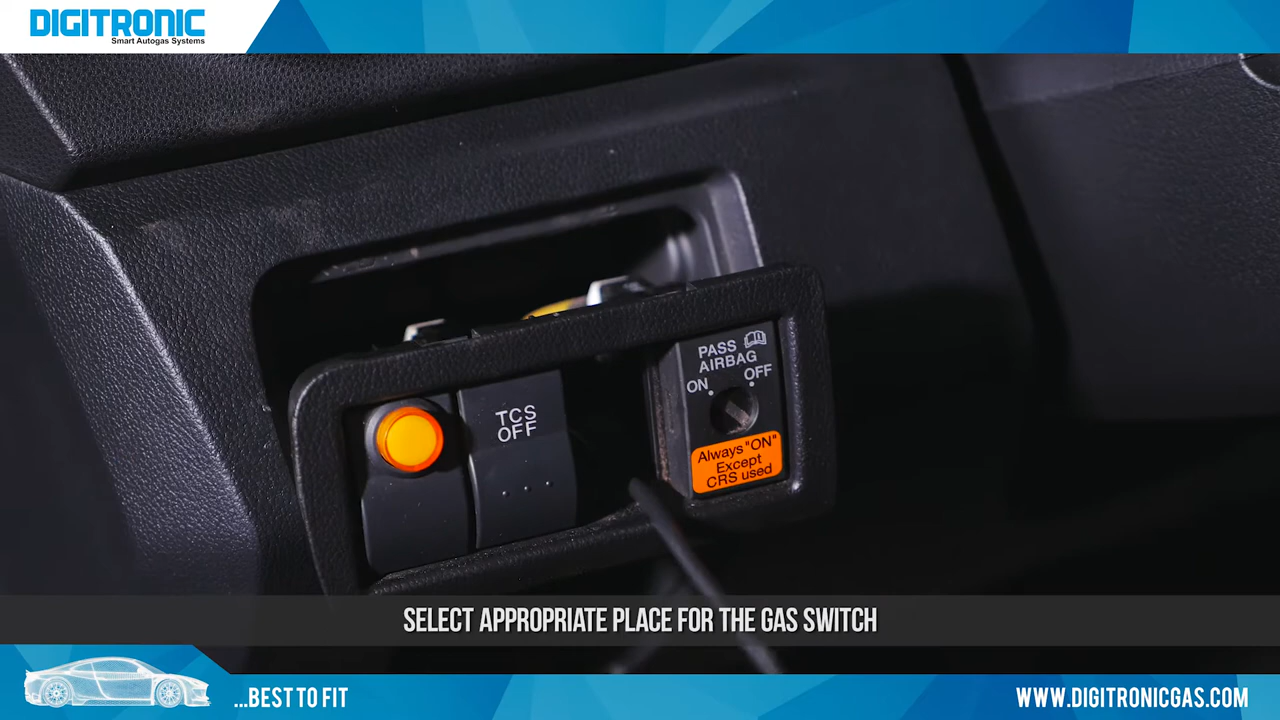 DIGITRONIC
Smart Autogas Systems
PASS
AIRBAG
ON OFF
TCS
OFF
Always "ON"
Except
CRS used
SELECT APPROPRIATE PLACE FOR THE GAS SWITCH
...BEST TO FIT
WWW.DIGITRONICGAS.COM